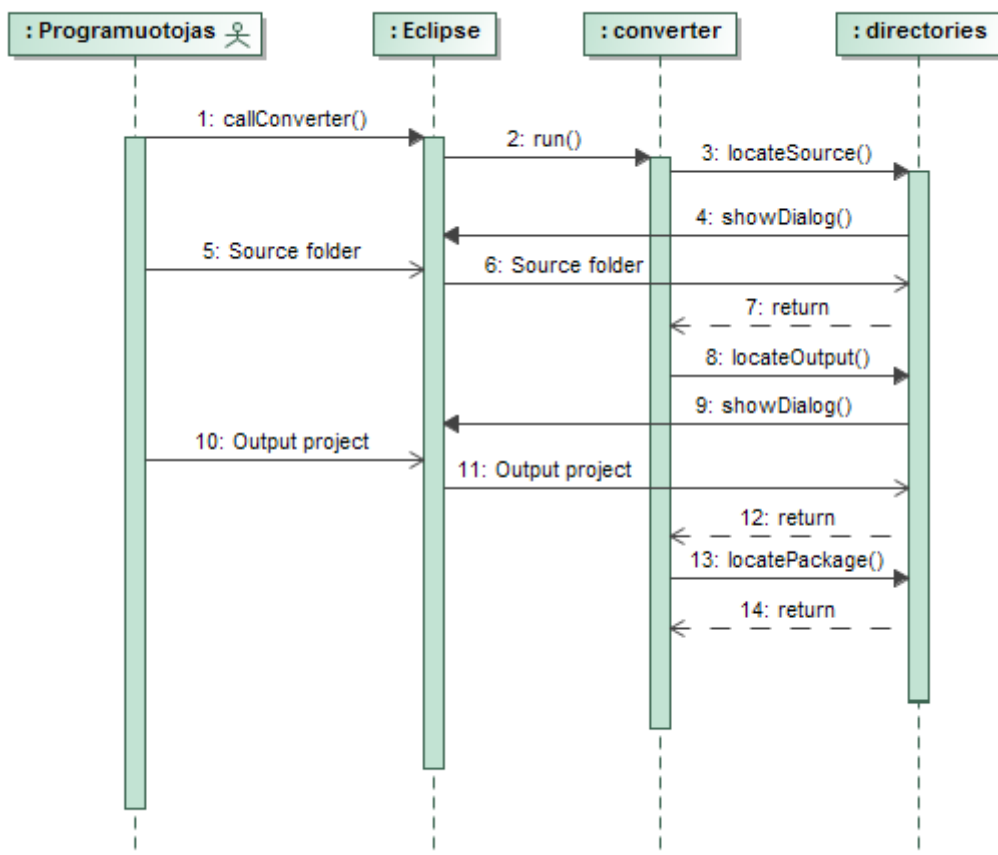 : Programuotojas
: Eclipse
: converter
: directories
1: callConverter()
2: run()
3: locateSource()
4: showDialog()
5: Source folder
6: Source folder
7: return
8: locateOutput()
9: showDialog()
10: Output project
11: Output project
12: return
13: locatePackage()
14: return